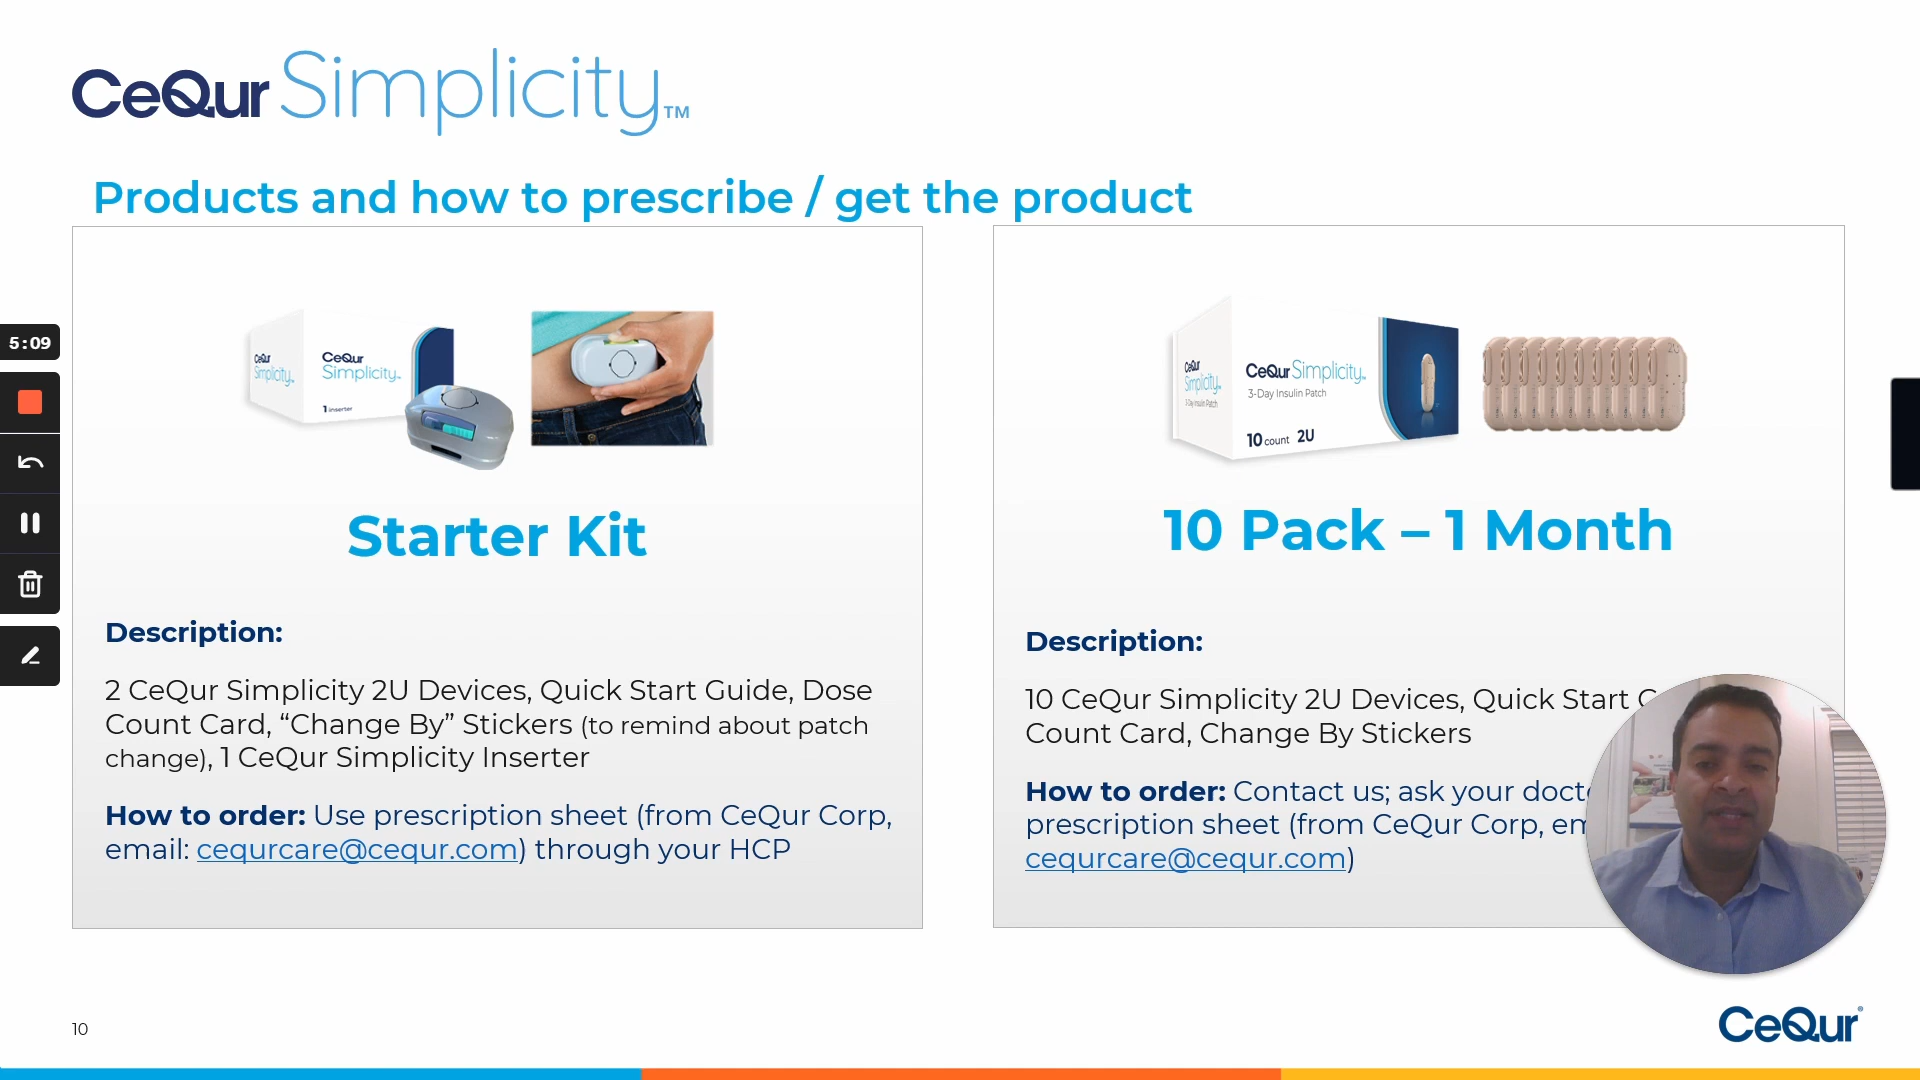 CeQur Simplicity™
Products and how to prescribe / get the product
5:09
CeQur
Simplicity™
CeQur
Simplicity™
1 Inserter
Starter Kit
Description:
2 CeQur Simplicity 2U Devices, Quick Start Guide, Dose
Count Card, “Change By” Stickers (to remind about patch
change), 1 CeQur Simplicity Inserter
How to order: Use prescription sheet (from CeQur Corp,
email: cequrcare@cequr.com) through your HCP
CeQur
Simplicity™
3-Day Insulin Patch
CeQur Simplicity™
3-Day Insulin Patch
10 count 2U
10 Pack – 1 Month
Description:
10 CeQur Simplicity 2U Devices, Quick Start
Count Card, Change By Stickers
How to order: Contact us; ask your
prescription sheet (from CeQur Corp,
cequrcare@cequr.com)
10
CeQur®